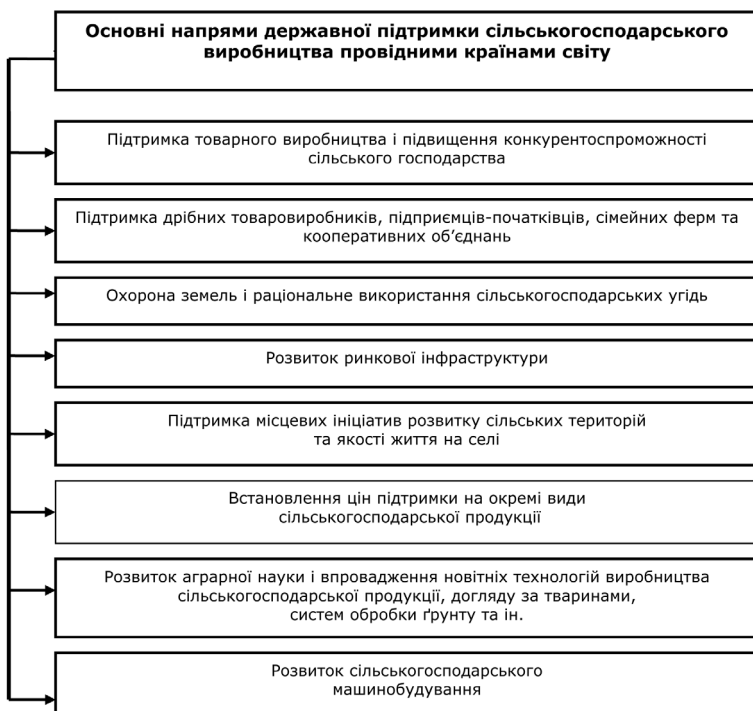 Основні напрями державної підтримки сільськогосподарського
виробництва провідними країнами світу
Підтримка товарного виробництва і підвищення конкурентоспроможності
сільського господарства
Підтримка дрібних товаровиробників, підприємців-початківців, сімейних ферм та
кооперативних об’єднань
Охорона земель і раціональне використання сільськогосподарських угідь
Розвиток ринкової інфраструктури
Підтримка місцевих ініціатив розвитку сільських територій
та якості життя на селі
Встановлення цін підтримки на окремі види
сільськогосподарської продукції
Розвиток аграрної науки і впровадження новітніх технологій виробництва
сільськогосподарської продукції, догляду за тваринами,
систем обробки ґрунту та ін.
Розвиток сільськогосподарського
машинобудування